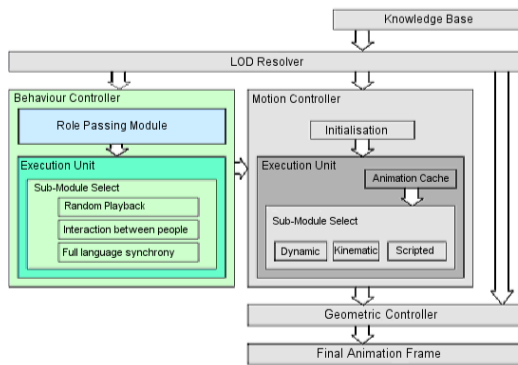 Knowledge Base
LOD Resolver
Behaviour Controller
Role Passing Module
Execution Unit
Sub-Module Select
Random Playback
Interaction between people
Full language synchrony
Motion Controller
Initialisation
Execution Unit
Animation Cache
Sub-Module Select
Dynamic
Kinematic
Scripted
Geometric Controller
Final Animation Frame